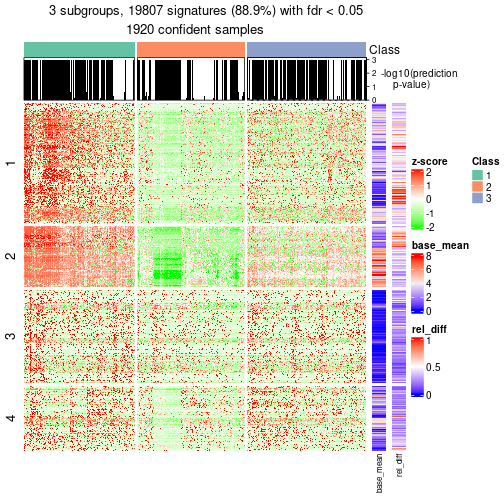 3 subgroups, 19807 signatures (88.9%) with fdr < 0.05
1920 confident samples
Class
3
2
1
0
-log10(prediction
p-value)
1
2
3
4
z-score
2
1
0
-1
-2
Class
1
2
3
base_mean
8
6
4
2
0
rel_diff
1
0.5
0
base_mean
rel_diff